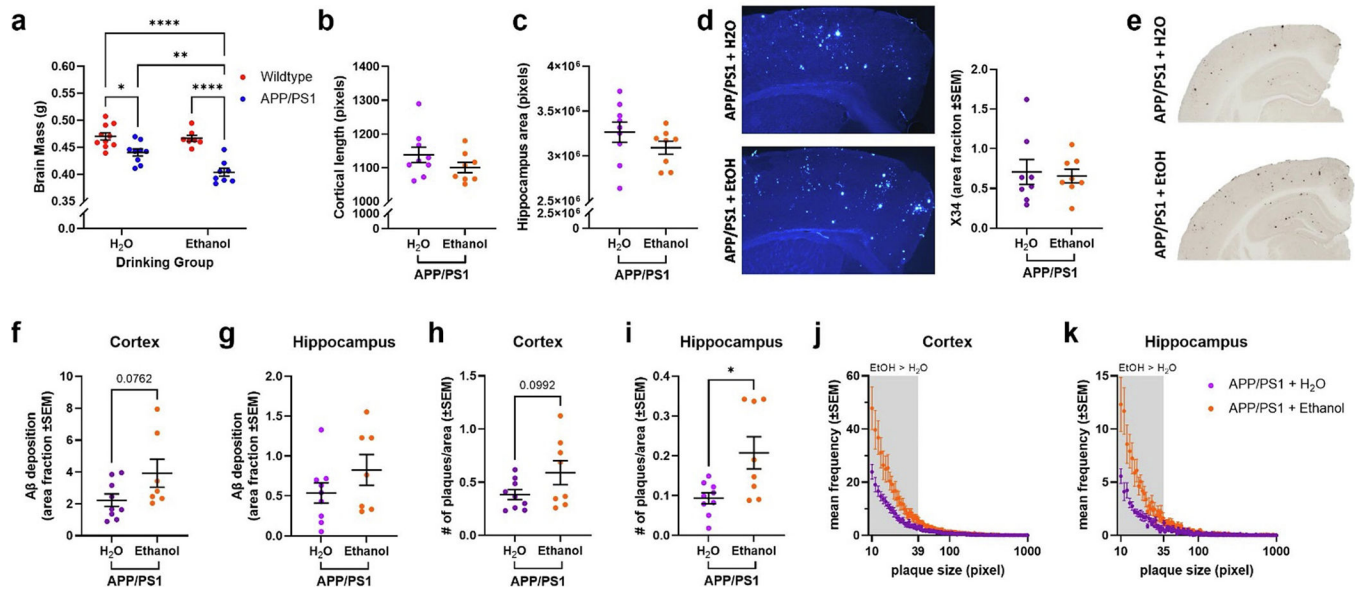 a
****
**
* ****
Wildtype
APP/PS1
Brain Mass (g)
0.60
0.55
0.50
0.45
0.40
0.35
0.0
H2O Ethanol
Drinking Group
b
Cortical length (pixels)
1400
1300
1200
1100
1000
1000
0
H2O Ethanol
APP/PS1
c
Hippocampus area (pixels)
4×10⁶
3×10⁶
3×10⁶
2.5×10⁶
2.5×10⁶
0
H2O Ethanol
APP/PS1
d
APP/PS1 + H2O
APP/PS1 + EtOH
X34 (area fraciton ±SEM)
2.0
1.5
1.0
0.5
0.0
H2O Ethanol
APP/PS1
e
APP/PS1 + H2O
APP/PS1 + EtOH
f
Cortex
0.0762
Aβ deposition
(area fraction ±SEM)
10
8
6
4
2
0
H2O Ethanol
APP/PS1
g
Hippocampus
Aβ deposition
(area fraction ±SEM)
2.0
1.5
1.0
0.5
0.0
H2O Ethanol
APP/PS1
h
Cortex
0.0992
# of plaques/area (±SEM)
1.5
1.0
0.5
0.0
H2O Ethanol
APP/PS1
i
Hippocampus
*
# of plaques/area (±SEM)
0.4
0.3
0.2
0.1
0.0
H2O Ethanol
APP/PS1
j
Cortex
EtOH > H2O
mean frequency (±SEM)
60
40
20
0
10 39 100 1000
plaque size (pixel)
k
Hippocampus
EtOH > H2O
mean frequency (±SEM)
15
10
5
0
10 35 100 1000
plaque size (pixel)
APP/PS1 + H2O
APP/PS1 + Ethanol